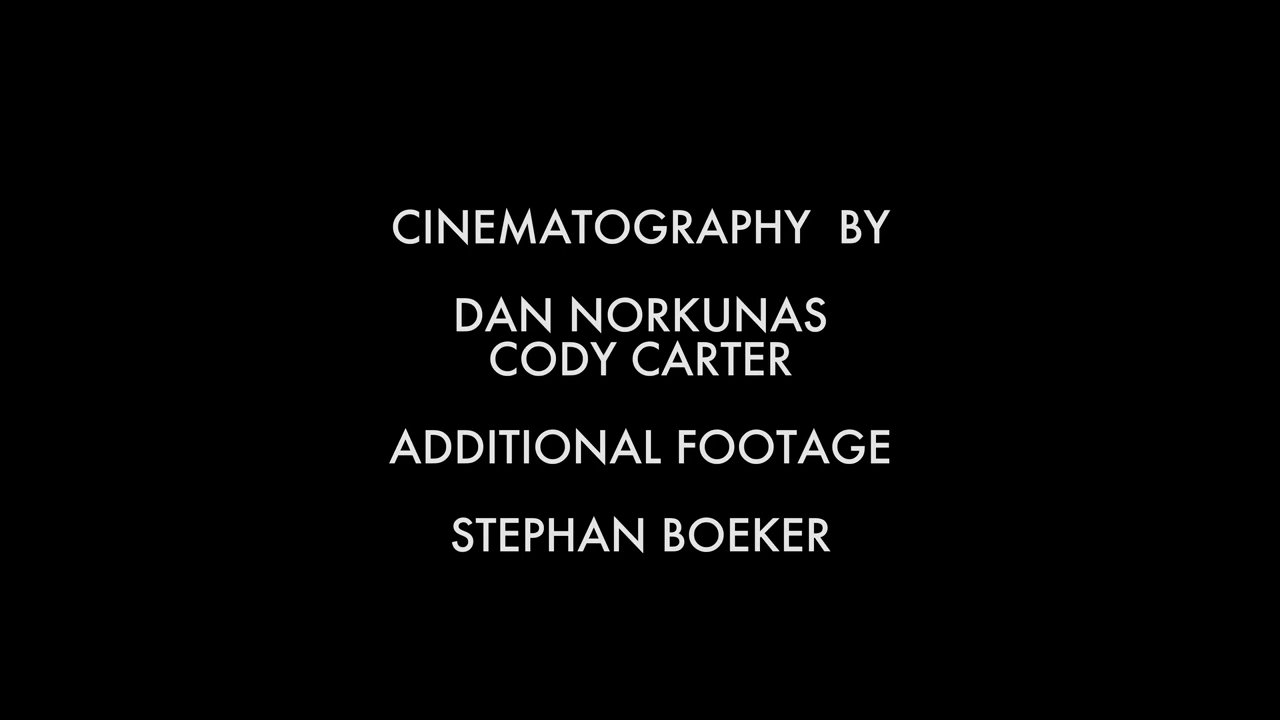 CINEMATOGRAPHY  BY
DAN NORKUNAS
CODY CARTER
ADDITIONAL FOOTAGE
STEPHAN BOEKER